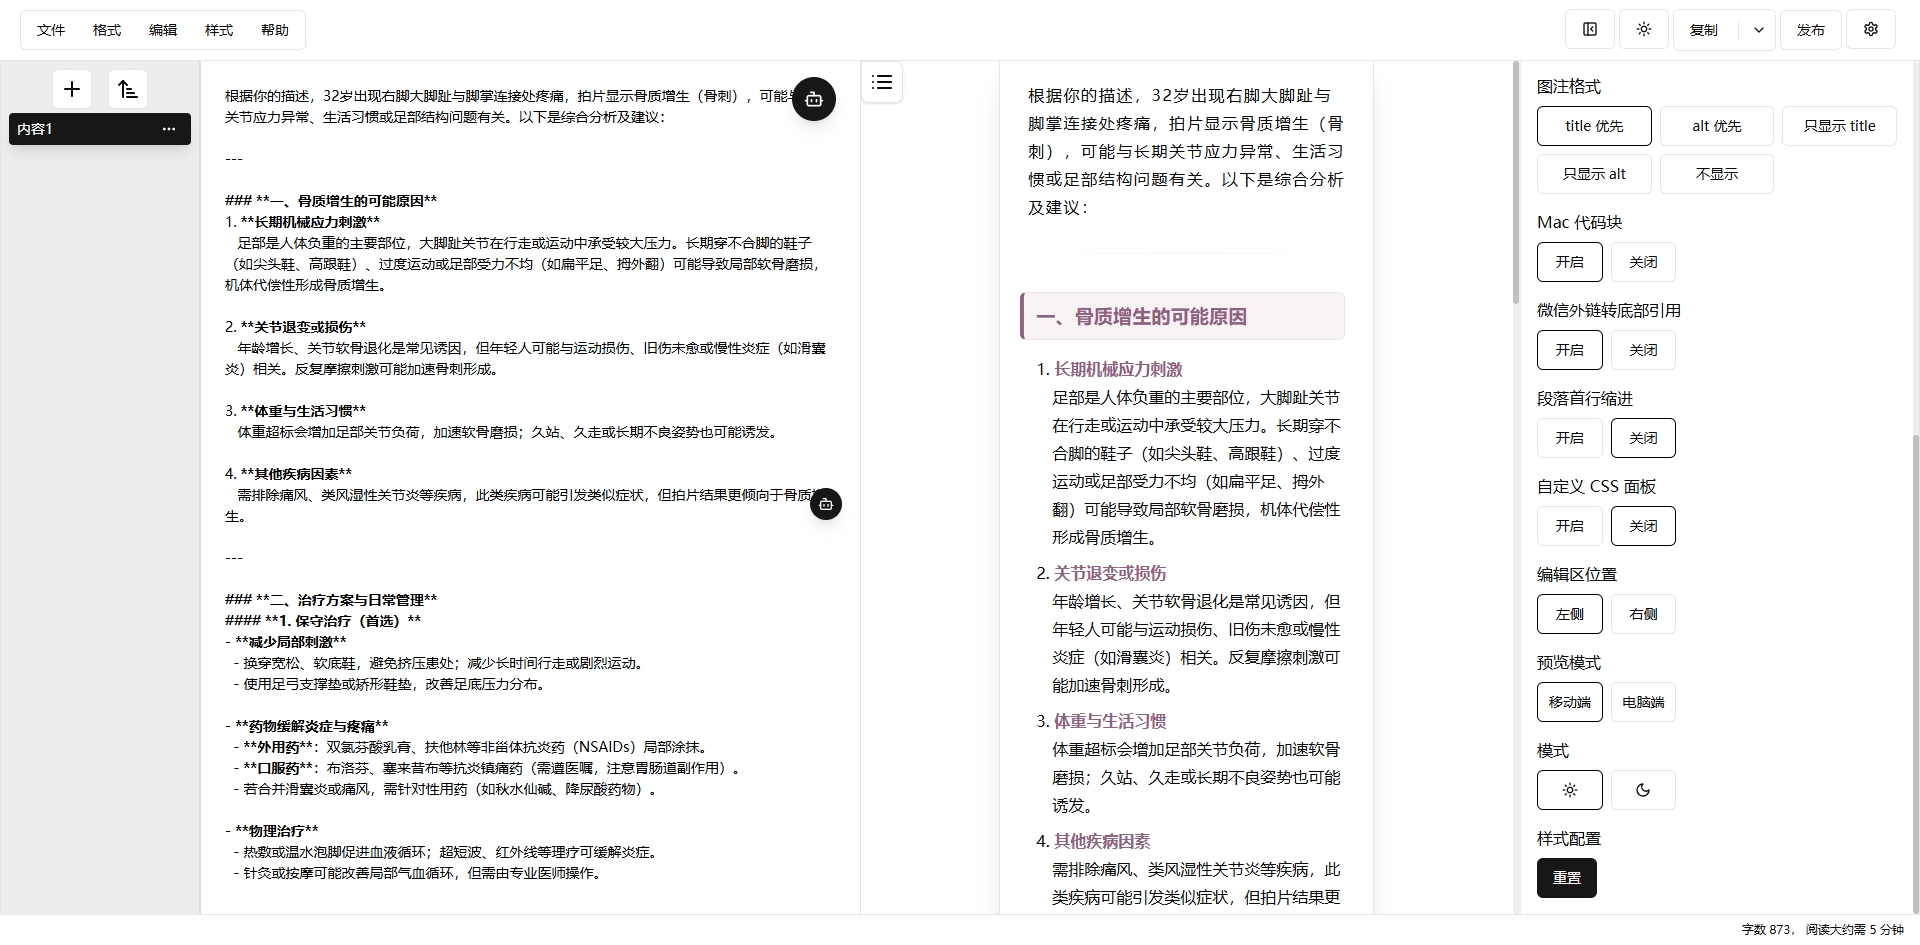 文件 格式 编辑 样式 帮助
复制 发布
内容1
根据你的描述，32岁出现右脚大脚趾与脚掌连接处疼痛，拍片显示骨质增生（骨刺），可能
关节应力异常、生活习惯或足部结构问题有关。以下是综合分析及建议：
---
### **一、骨质增生的可能原因**
1. **长期机械应力刺激**
足部是人体负重的主要部位，大脚趾关节在行走或运动中承受较大压力。长期穿不合脚的鞋子
（如尖头鞋、高跟鞋）、过度运动或足部受力不均（如扁平足、拇外翻）可能导致局部软骨磨损，
机体代偿性形成骨质增生。
2. **关节退变或损伤**
年龄增长、关节软骨退化是常见诱因，但年轻人可能与运动损伤、旧伤未愈或慢性炎症（如滑囊
炎）相关。反复摩擦刺激可能加速骨刺形成。
3. **体重与生活习惯**
体重超标会增加足部关节负荷，加速软骨磨损；久站、久走或长期不良姿势也可能诱发。
4. **其他疾病因素**
需排除痛风、类风湿性关节炎等疾病，此类疾病可能引发类似症状，但拍片结果更倾向于骨质
生。
---
### **二、治疗方案与日常管理**
#### **1. 保守治疗（首选）**
- **减少局部刺激**
- 换穿宽松、软底鞋，避免挤压患处；减少长时间行走或剧烈运动。
- 使用足弓支撑垫或矫形鞋垫，改善足底压力分布。
- **药物缓解炎症与疼痛**
- **外用药**：双氯芬酸乳膏、扶他林等非甾体抗炎药（NSAIDs）局部涂抹。
- **口服药**：布洛芬、塞来昔布等抗炎镇痛药（需遵医嘱，注意胃肠道副作用）。
- 若合并滑囊炎或痛风，需针对性用药（如秋水仙碱、降尿酸药物）。
- **物理治疗**
- 热敷或温水泡脚促进血液循环；超短波、红外线等理疗可缓解炎症。
- 针灸或按摩可能改善局部气血循环，但需由专业医师操作。
根据你的描述，32岁出现右脚大脚趾与
脚掌连接处疼痛，拍片显示骨质增生（骨
刺），可能与长期关节应力异常、生活习
惯或足部结构问题有关。以下是综合分析
及建议：
一、骨质增生的可能原因
1. 长期机械应力刺激
足部是人体负重的主要部位，大脚趾关节
在行走或运动中承受较大压力。长期穿不
合脚的鞋子（如尖头鞋、高跟鞋）、过度
运动或足部受力不均（如扁平足、拇外
翻）可能导致局部软骨磨损，机体代偿性
形成骨质增生。
2. 关节退变或损伤
年龄增长、关节软骨退化是常见诱因，但
年轻人可能与运动损伤、旧伤未愈或慢性
炎症（如滑囊炎）相关。反复摩擦刺激可
能加速骨刺形成。
3. 体重与生活习惯
体重超标会增加足部关节负荷，加速软骨
磨损；久站、久走或长期不良姿势也可能
诱发。
4. 其他疾病因素
需排除痛风、类风湿性关节炎等疾病，此
类疾病可能引发类似症状，但拍片结果更
图注格式
title 优先 alt 优先 只显示 title
只显示 alt 不显示
Mac 代码块
开启 关闭
微信外链转底部引用
开启 关闭
段落首行缩进
开启 关闭
自定义 CSS 面板
开启 关闭
编辑区位置
左侧 右侧
预览模式
移动端 电脑端
模式
样式配置
重置
字数 873， 阅读大约需 5 分钟